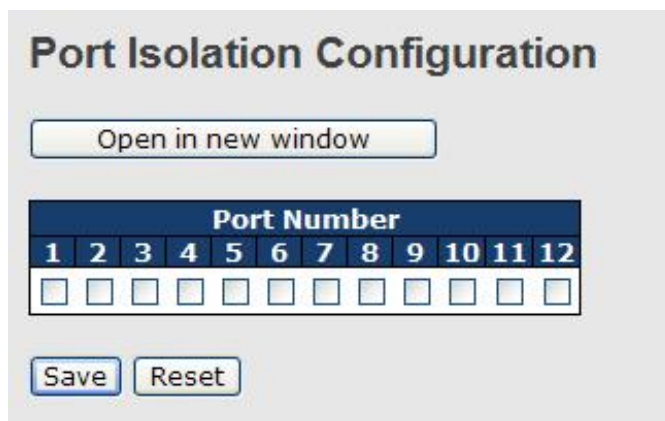 Port Isolation Configuration
Open in new window
Port Number
1 2 3 4 5 6 7 8 9 10 11 12
Save Reset